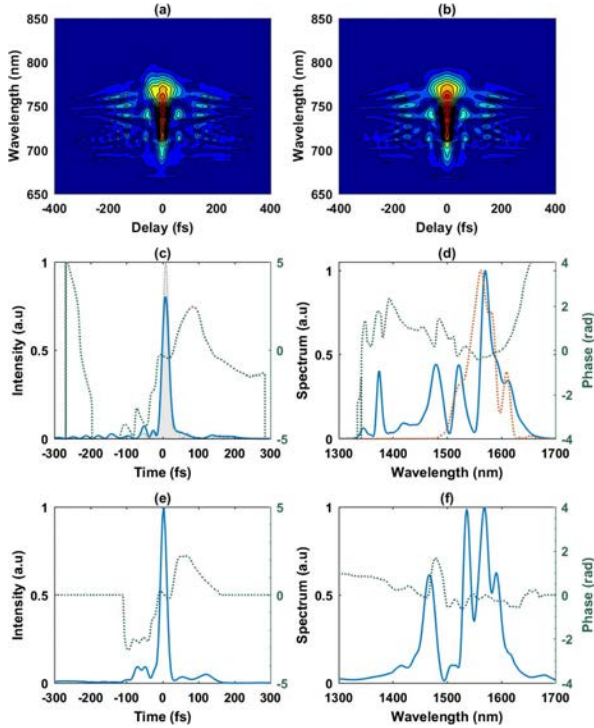 (a) (b)
850 850
800 800
750 750
700 700
650 650
Wavelength (nm) Wavelength (nm)
-400 -200 0 200 400 -400 -200 0 200 400
Delay (fs) Delay (fs)
(c) (d)
1 5 1 4
2
0.5 0 0.5 0
-2
0 -5 0 -4
Intensity (a.u) Spectrum (a.u) Phase (rad)
-300 -200 -100 0 100 200 300 1300 1400 1500 1600 1700
Time (fs) Wavelength (nm)
(e) (f)
1 5 1 4
2
0.5 0 0.5 0
-2
0 -5 0 -4
Intensity (a.u) Spectrum (a.u) Phase (rad)
-300 -200 -100 0 100 200 300 1300 1400 1500 1600 1700
Time (fs) Wavelength (nm)